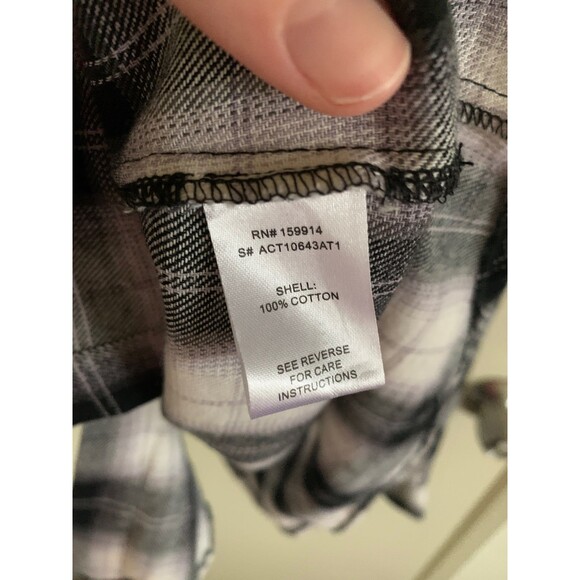 RN# 159914
S# ACT10643AT1
SHELL:
100% COTTON
SEE REVERSE
FOR CARE
INSTRUCTIONS